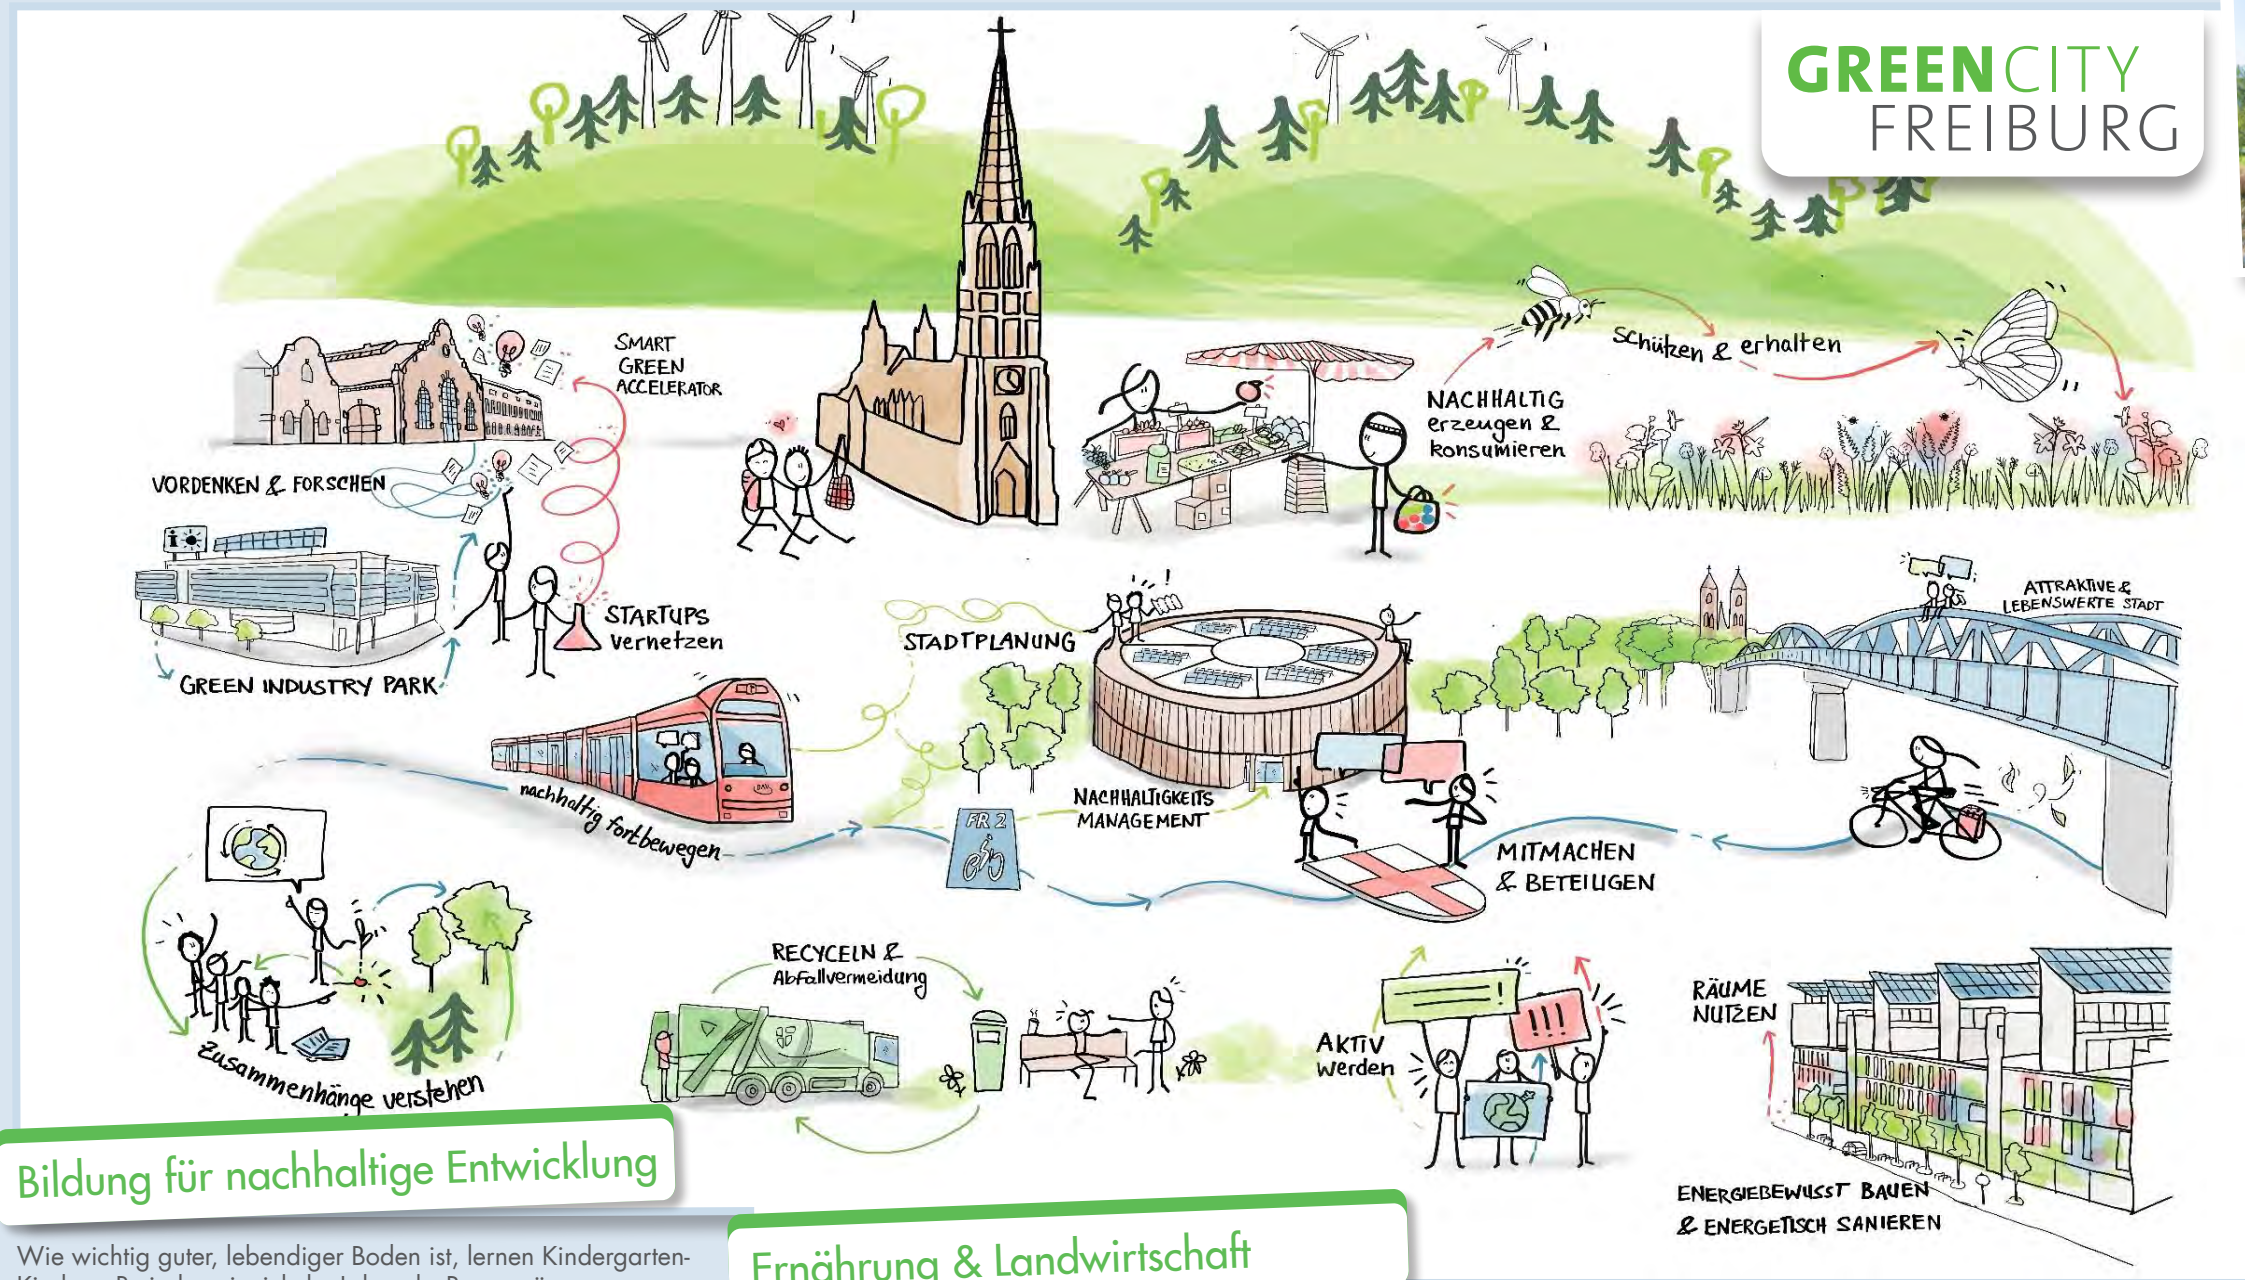 GREENCITY
FREIBURG
SMART
GREEN
ACCELERATOR
VORDENKEN & FORSCHEN
NACHHALTIG
erzeugen &
konsumieren
schützen & erhalten
STARTUPS
vernetzen
GREEN INDUSTRY PARK
STADTPLANUNG
ATTRAKTIVE &
LEBENSWERTE STADT
nachhaltig fortbewegen
FR 2
NACHHALTIGKEITS
MANAGEMENT
MITMACHEN
& BETEILIGEN
Zusammenhänge verstehen
RECYCELN &
Abfallvermeidung
AKTIV
werden
!
!!!
RÄUME
NUTZEN
ENERGIEBEWUSST BAUEN
& ENERGETISCH SANIEREN
Bildung für nachhaltige Entwicklung
Wie wichtig guter, lebendiger Boden ist, lernen Kindergarten-
Ernährung & Landwirtschaft